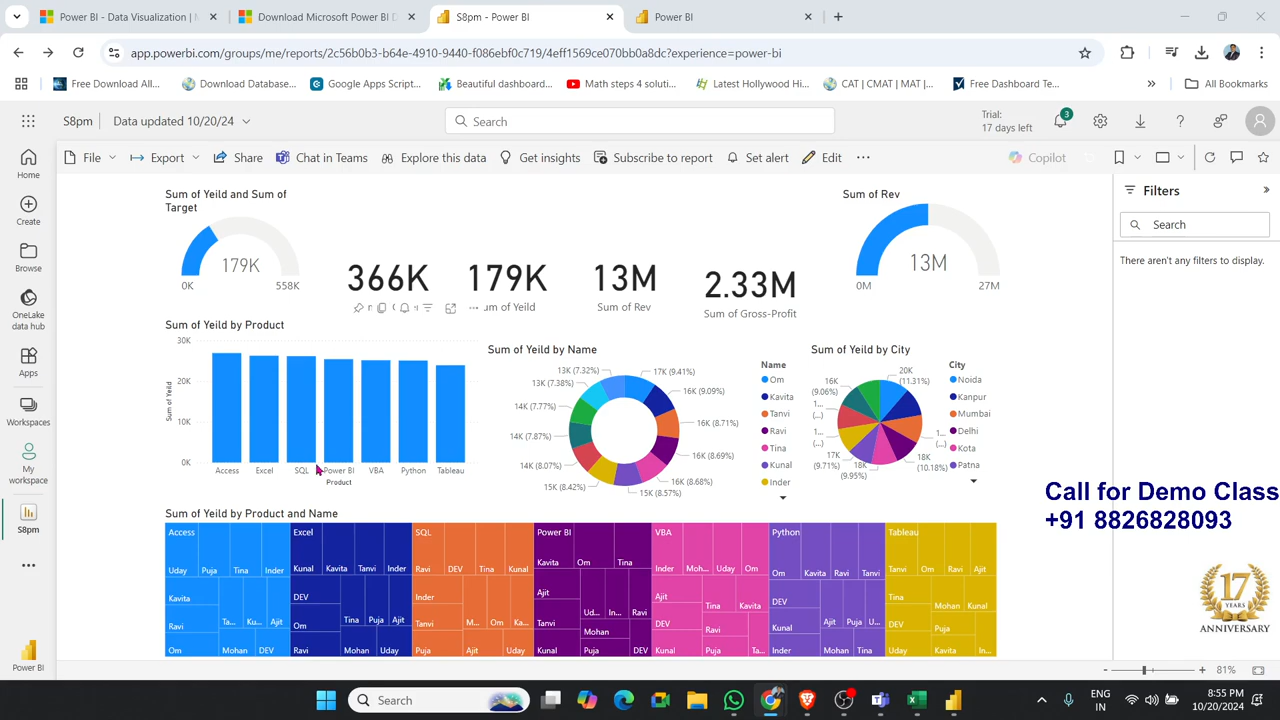 Power BI - Data Visualization | M
Download Microsoft Power BI D
S8pm - Power BI
Power BI
app.powerbi.com/groups/me/reports/2c56b0b3-b64e-4910-9440-f086ebf0c719/4eff1569ce070bb0a8dc?experience=power-bi
Free Download All...
Download Database...
Google Apps Script...
Beautiful dashboard...
Math steps 4 soluti...
Latest Hollywood Hi...
CAT | CMAT | MAT |...
Free Dashboard Te...
All Bookmarks
S8pm
Data updated 10/20/24
Search
Trial:
17 days left
3
File
Export
Share
Chat in Teams
Explore this data
Get insights
Subscribe to report
Set alert
Edit
Copilot
Home
Create
Browse
OneLake
data hub
Apps
Workspaces
My
workspace
S8pm
Power BI
Sum of Yeild and Sum of
Target
179K
0K
558K
366K
179K
Sum of Yeild
13M
Sum of Rev
2.33M
Sum of Gross-Profit
Sum of Rev
13M
0M
27M
Filters
Search
There aren't any filters to display.
Sum of Yeild by Product
Sum of Yeild
30K
20K
10K
0K
Access
Excel
SQL
Power BI
VBA
Python
Tableau
Product
Sum of Yeild by Name
13K (7.32%)
17K (9.41%)
13K (7.38%)
16K (9.09%)
14K (7.77%)
16K (8.71%)
14K (7.87%)
16K (8.69%)
14K (8.07%)
16K (8.68%)
15K (8.42%)
15K (8.57%)
Name
Om
Kavita
Tanvi
Ravi
Tina
Kunal
Inder
Sum of Yeild by City
16K
(9.06%)
20K
(11.31%)
1...
(...)
1...
(...)
1...
(...)
17K
(9.71%)
18K
(9.95%)
18K
(10.18%)
City
Noida
Kanpur
Mumbai
Delhi
Kota
Patna
Call for Demo Class
+91 8826828093
17
YEARS
ANNIVERSARY
Sum of Yeild by Product and Name
Access
Uday Puja Tina Inder
Kavita
Ravi Ta... Ku... Ajit
Om Mohan DEV
Excel
Kunal Kavita Tanvi Inder
DEV
Om Tina Puja Ajit
Ravi Mohan Uday
SQL
Ravi DEV Tina Kunal
Inder
Tanvi M... Om Ka...
Puja Ajit Uday
Power BI
Kavita Om Tina
Ajit
Ud... In... Ravi
Tanvi Mohan
Kunal Puja DEV
VBA
Inder Moh... Uday Om
Ajit
Tina Kavita
DEV Ravi
Kunal Puja Ta...
Python
Om Kavita Ravi Tanvi
DEV
Kunal Ajit Puja U...
Inder Mohan Tina
Tableau
Tanvi Om Ravi Ajit
Tina
Mohan Kunal
DEV Puja
Uday Kavita In...
81%
Search
ENG
IN
8:55 PM
10/20/2024